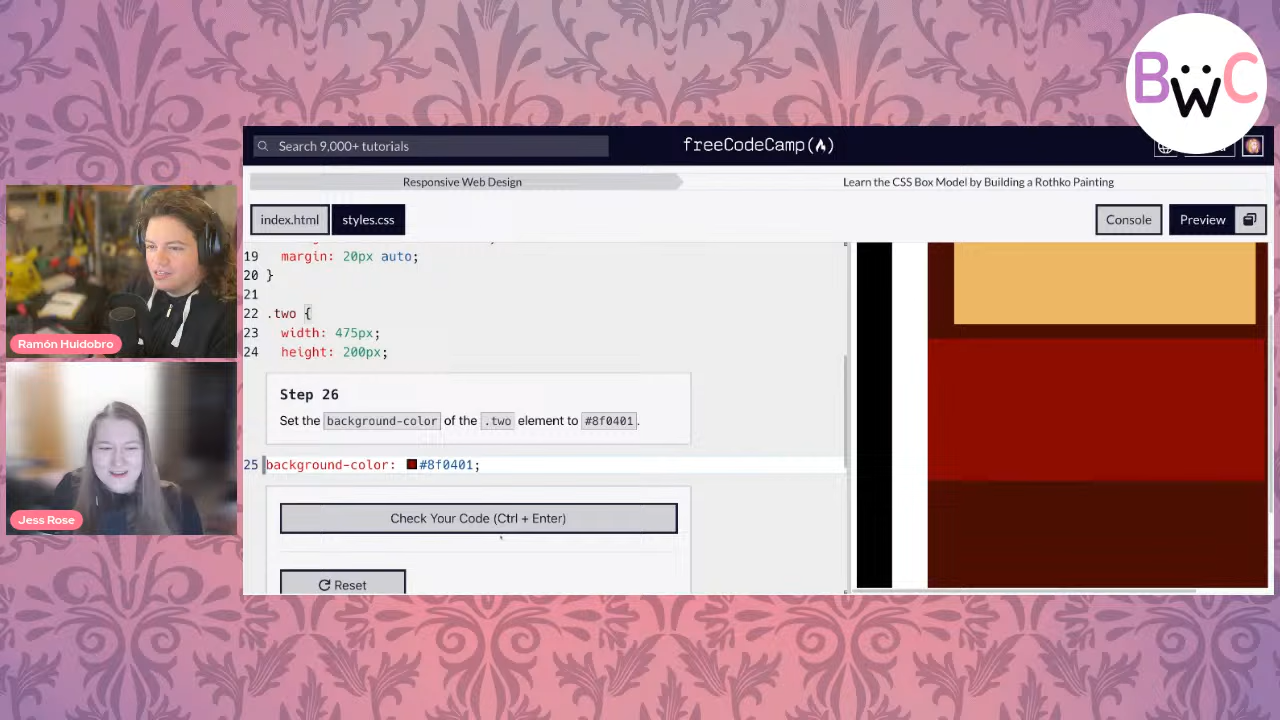 BwC
Search 9,000+ tutorials
freeCodeCamp
Responsive Web Design
Learn the CSS Box Model by Building a Rothko Painting
index.html
styles.css
Console
Preview
19 margin: 20px auto;
20 }
21
22 .two {
23 width: 475px;
24 height: 200px;
Step 26
Set the background-color of the .two element to #8f0401.
25 background-color: #8f0401;
Check Your Code (Ctrl + Enter)
Reset
Ramón Huidobro
Jess Rose